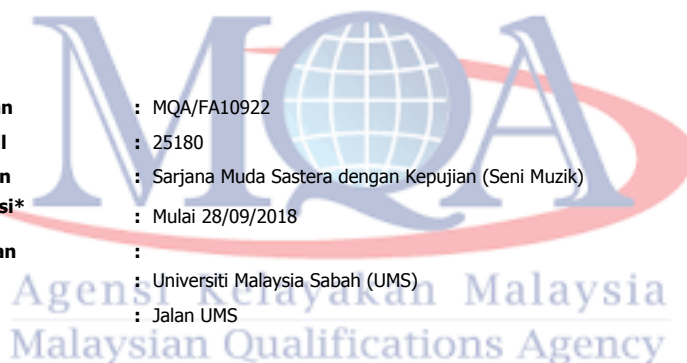 MQA
an : MQA/FA10922
l : 25180
n : Sarjana Muda Sastera dengan Kepujian (Seni Muzik)
si* : Mulai 28/09/2018
an :
: Universiti Malaysia Sabah (UMS)
: Jalan UMS
Agensi Kelayakan Malaysia
Malaysian Qualifications Agency